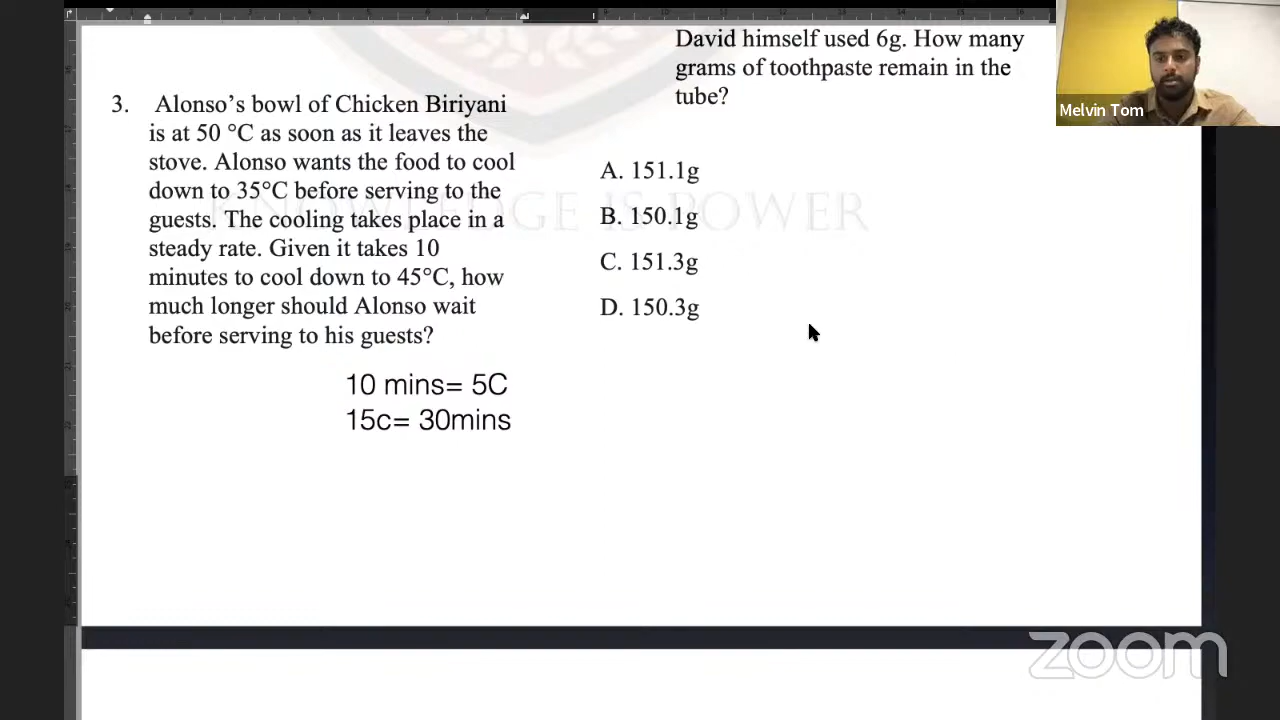 David himself used 6g. How many
grams of toothpaste remain in the
tube?
Melvin Tom
3. Alonso’s bowl of Chicken Biriyani
is at 50 °C as soon as it leaves the
stove. Alonso wants the food to cool
down to 35°C before serving to the
guests. The cooling takes place in a
steady rate. Given it takes 10
minutes to cool down to 45°C, how
much longer should Alonso wait
before serving to his guests?
A. 151.1g
B. 150.1g
C. 151.3g
D. 150.3g
KNOWLEDGE IS POWER
10 mins= 5C
15c= 30mins
zoom